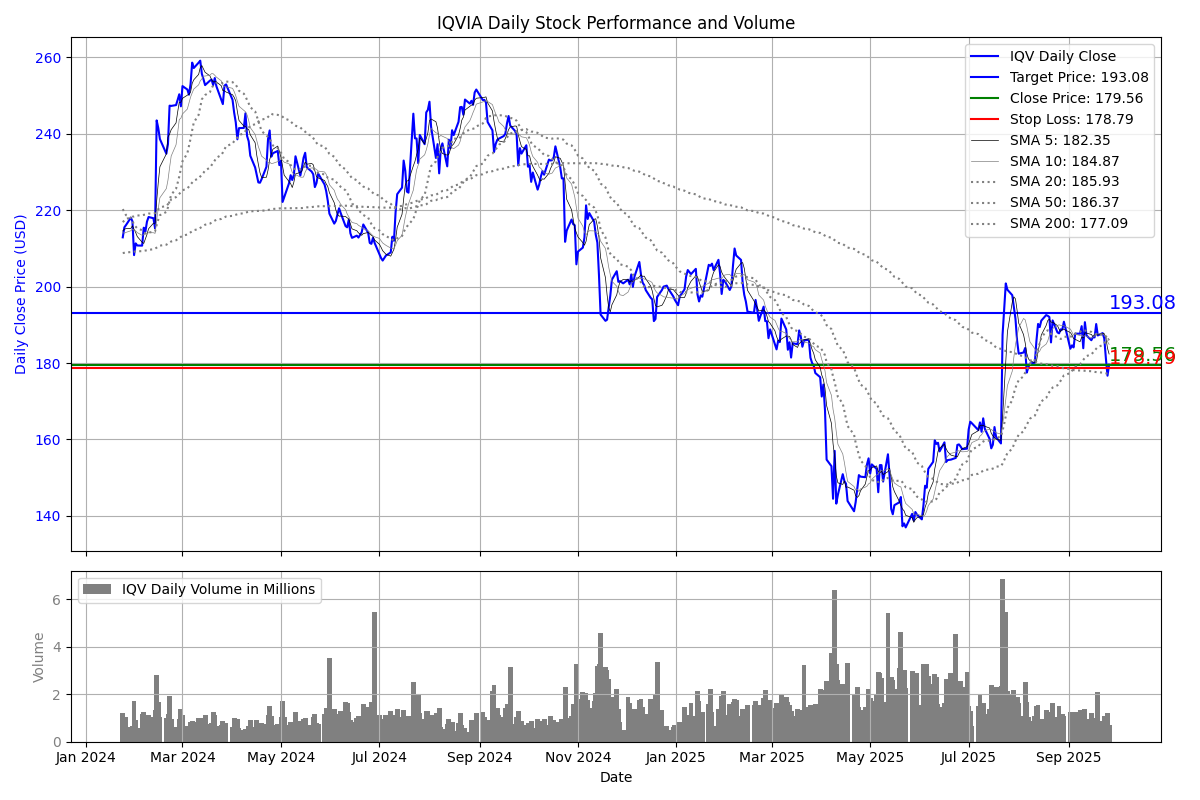 IQVIA Daily Stock Performance and Volume
Daily Close Price (USD)
260
240
220
200
180
160
140
IQV Daily Close
Target Price: 193.08
Close Price: 179.56
Stop Loss: 178.79
SMA 5: 182.35
SMA 10: 184.87
SMA 20: 185.93
SMA 50: 186.37
SMA 200: 177.09
193.08
179.56
178.79
IQV Daily Volume in Millions
Volume
6
4
2
0
Jan 2024 Mar 2024 May 2024 Jul 2024 Sep 2024 Nov 2024 Jan 2025 Mar 2025 May 2025 Jul 2025 Sep 2025
Date